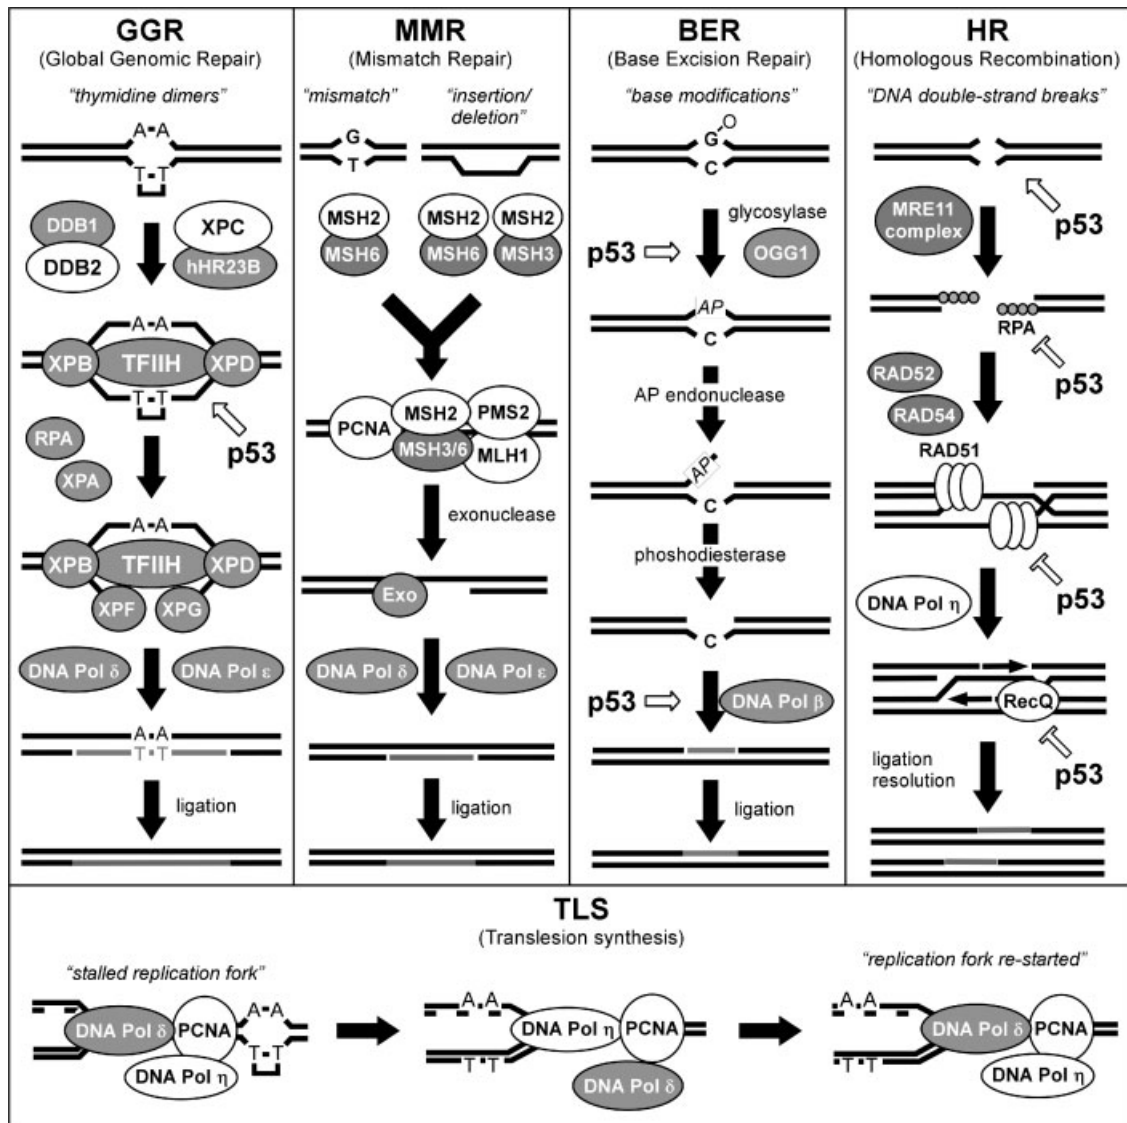 GGR
(Global Genomic Repair)
"thymidine dimers"
A-A
T-T
DDB1
DDB2
XPC
hHR23B
A-A
XPB
TFIIH
XPD
T-T
p53
RPA
XPA
A-A
XPB
TFIIH
XPD
XPF
XPG
DNA Pol δ
DNA Pol ε
A-A
T-T
ligation
MMR
(Mismatch Repair)
"mismatch"
"insertion/
deletion"
G
T
MSH2
MSH6
MSH2
MSH6
MSH2
MSH3
PCNA
MSH2
PMS2
MSH3/6
MLH1
exonuclease
Exo
DNA Pol δ
DNA Pol ε
ligation
BER
(Base Excision Repair)
"base modifications"
G-O
C
glycosylase
p53
OGG1
AP
C
AP endonuclease
AP
C
phoshodiesterase
C
p53
DNA Pol β
ligation
HR
(Homologous Recombination)
"DNA double-strand breaks"
MRE11
complex
p53
RPA
p53
RAD52
RAD54
RAD51
p53
DNA Pol η
RecQ
p53
ligation
resolution
TLS
(Translesion synthesis)
"stalled replication fork"
DNA Pol δ
PCNA
A-A
T-T
DNA Pol η
A-A
DNA Pol η
PCNA
T-T
DNA Pol δ
"replication fork re-started"
A-A
DNA Pol δ
PCNA
T-T
DNA Pol η